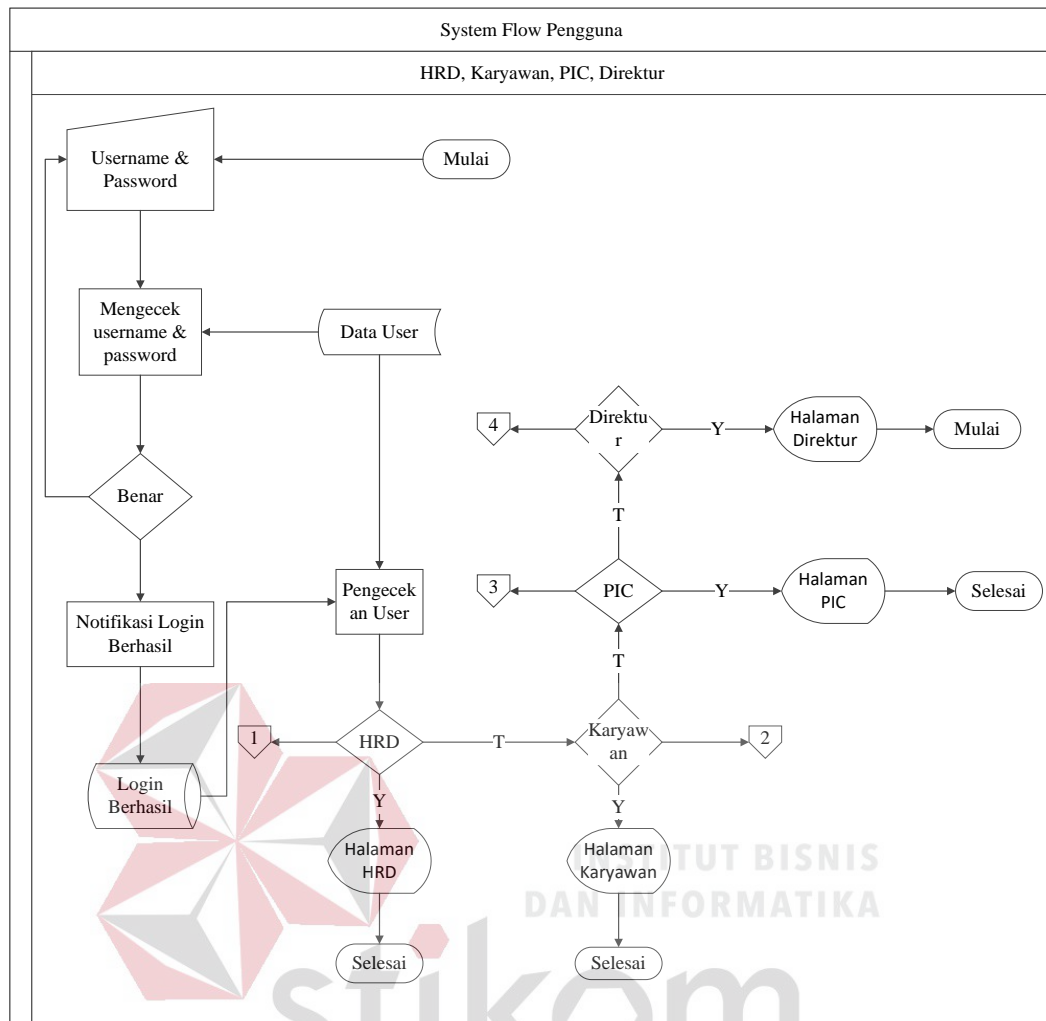 System Flow Pengguna
HRD, Karyawan, PIC, Direktur
Username &
Password
Mulai
Mengecek
username &
password
Data User
Direktu
r
4
Y
Halaman
Direktur
Mulai
Benar
T
Pengecek
an User
3
PIC
Y
Halaman
PIC
Selesai
Notifikasi Login
Berhasil
T
1
HRD
T
Karyaw
an
2
Login
Berhasil
Y
Y
Halaman
HRD
Halaman
Karyawan
INSTITUT BISNIS
DAN INFORMATIKA
Selesai
Selesai
stikom